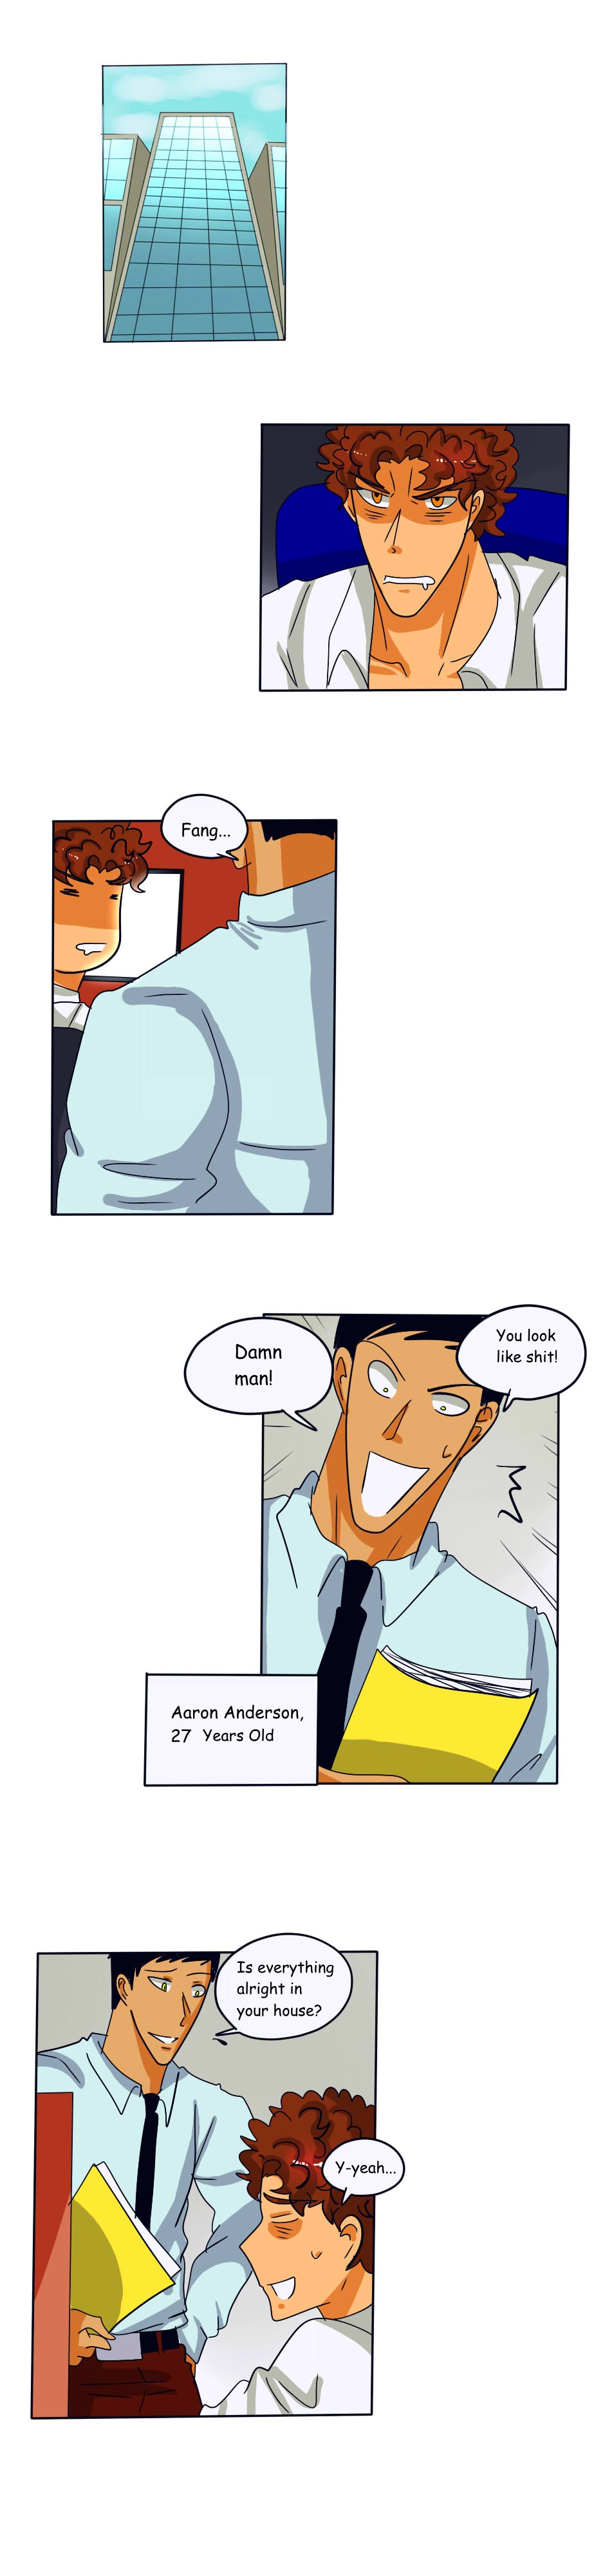 Fang...
Damn
man!
You look
like shit!
Aaron Anderson,
27 Years Old
Is everything
alright in
your house?
Y-yeah...